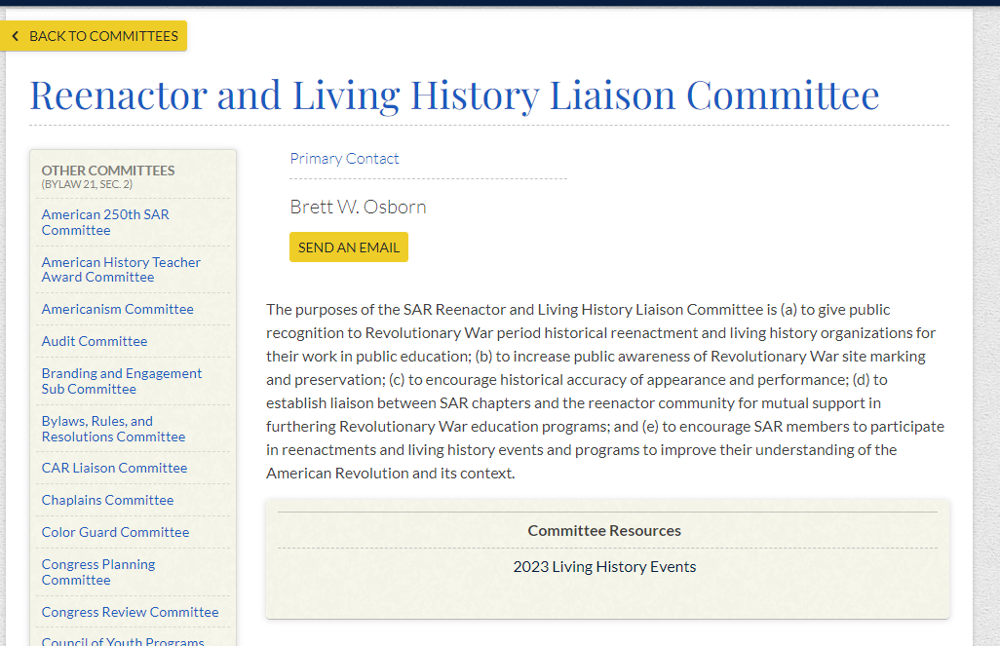 BACK TO COMMITTEES
Reenactor and Living History Liaison Committee
OTHER COMMITTEES
(BYLAW 21, SEC. 2)
American 250th SAR
Committee
American History Teacher
Award Committee
Americanism Committee
Audit Committee
Branding and Engagement
Sub Committee
Bylaws, Rules, and
Resolutions Committee
CAR Liaison Committee
Chaplains Committee
Color Guard Committee
Congress Planning
Committee
Congress Review Committee
Council of Youth Programs
Primary Contact
Brett W. Osborn
SEND AN EMAIL
The purposes of the SAR Reenactor and Living History Liaison Committee is (a) to give public
recognition to Revolutionary War period historical reenactment and living history organizations for
their work in public education; (b) to increase public awareness of Revolutionary War site marking
and preservation; (c) to encourage historical accuracy of appearance and performance; (d) to
establish liaison between SAR chapters and the reenactor community for mutual support in
furthering Revolutionary War education programs; and (e) to encourage SAR members to participate
in reenactments and living history events and programs to improve their understanding of the
American Revolution and its context.
Committee Resources
2023 Living History Events